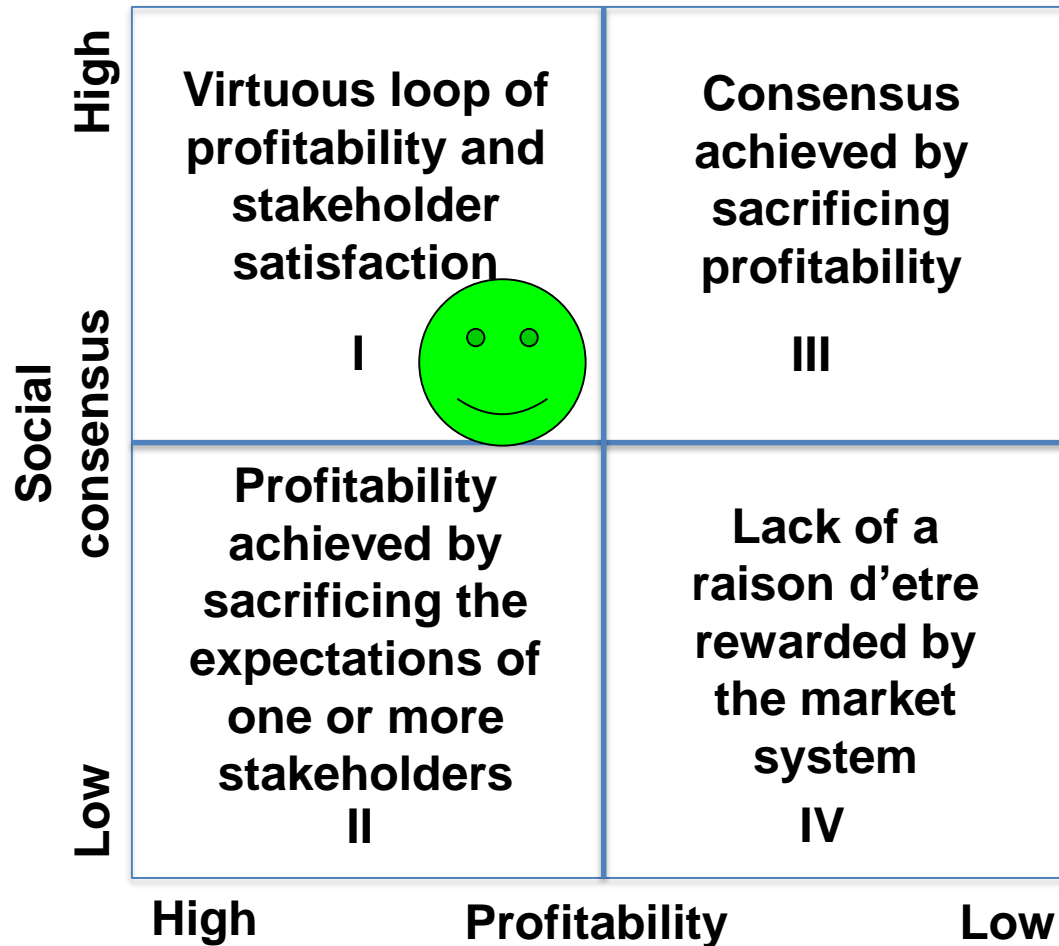 High
Virtuous loop of
profitability and
stakeholder
satisfaction
I
Consensus
achieved by
sacrificing
profitability
III
Social
consensus
Profitability
achieved by
sacrificing the
expectations of
one or more
stakeholders
II
Lack of a
raison d’etre
rewarded by
the market
system
IV
Low
High
Profitability
Low